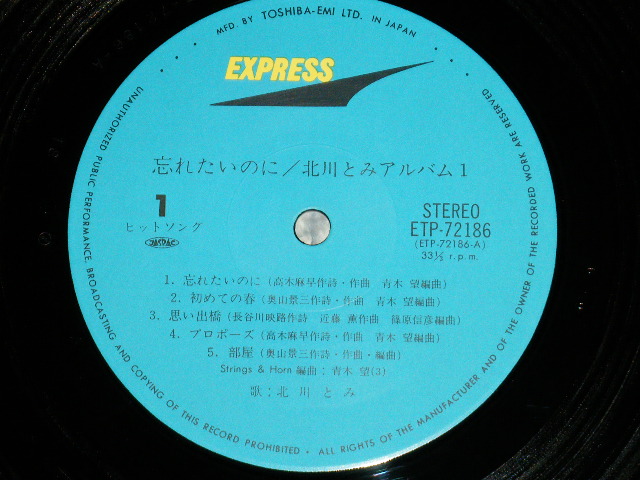 MFD. BY TOSHIBA-EMI LTD. IN JAPAN
EXPRESS
忘れたいのに／北川とみアルバム1
1
ヒットソング
JASRAC
STEREO
ETP-72186
(ETP-72186-A)
33⅓ r.p.m.
1. 忘れたいのに (高木麻早作詩・作曲 青木 望編曲)
2. 初めての春 (奥山景三作詩・作曲 青木 望編曲)
3. 思い出橋 (長谷川映路作詩 近藤 薫作曲 篠原信彦編曲)
4. プロポーズ (高木麻早作詩・作曲 青木 望編曲)
5. 部屋 (奥山景三作詩・作曲・編曲)
Strings & Horn 編曲：青木 望(3)
歌：北川とみ
UNAUTHORIZED PUBLIC PERFORMANCE, BROADCASTING AND COPYING OF THIS RECORD PROHIBITED • ALL RIGHTS OF THE MANUFACTURER AND OF THE OWNER OF THE RECORDED WORK ARE RESERVED